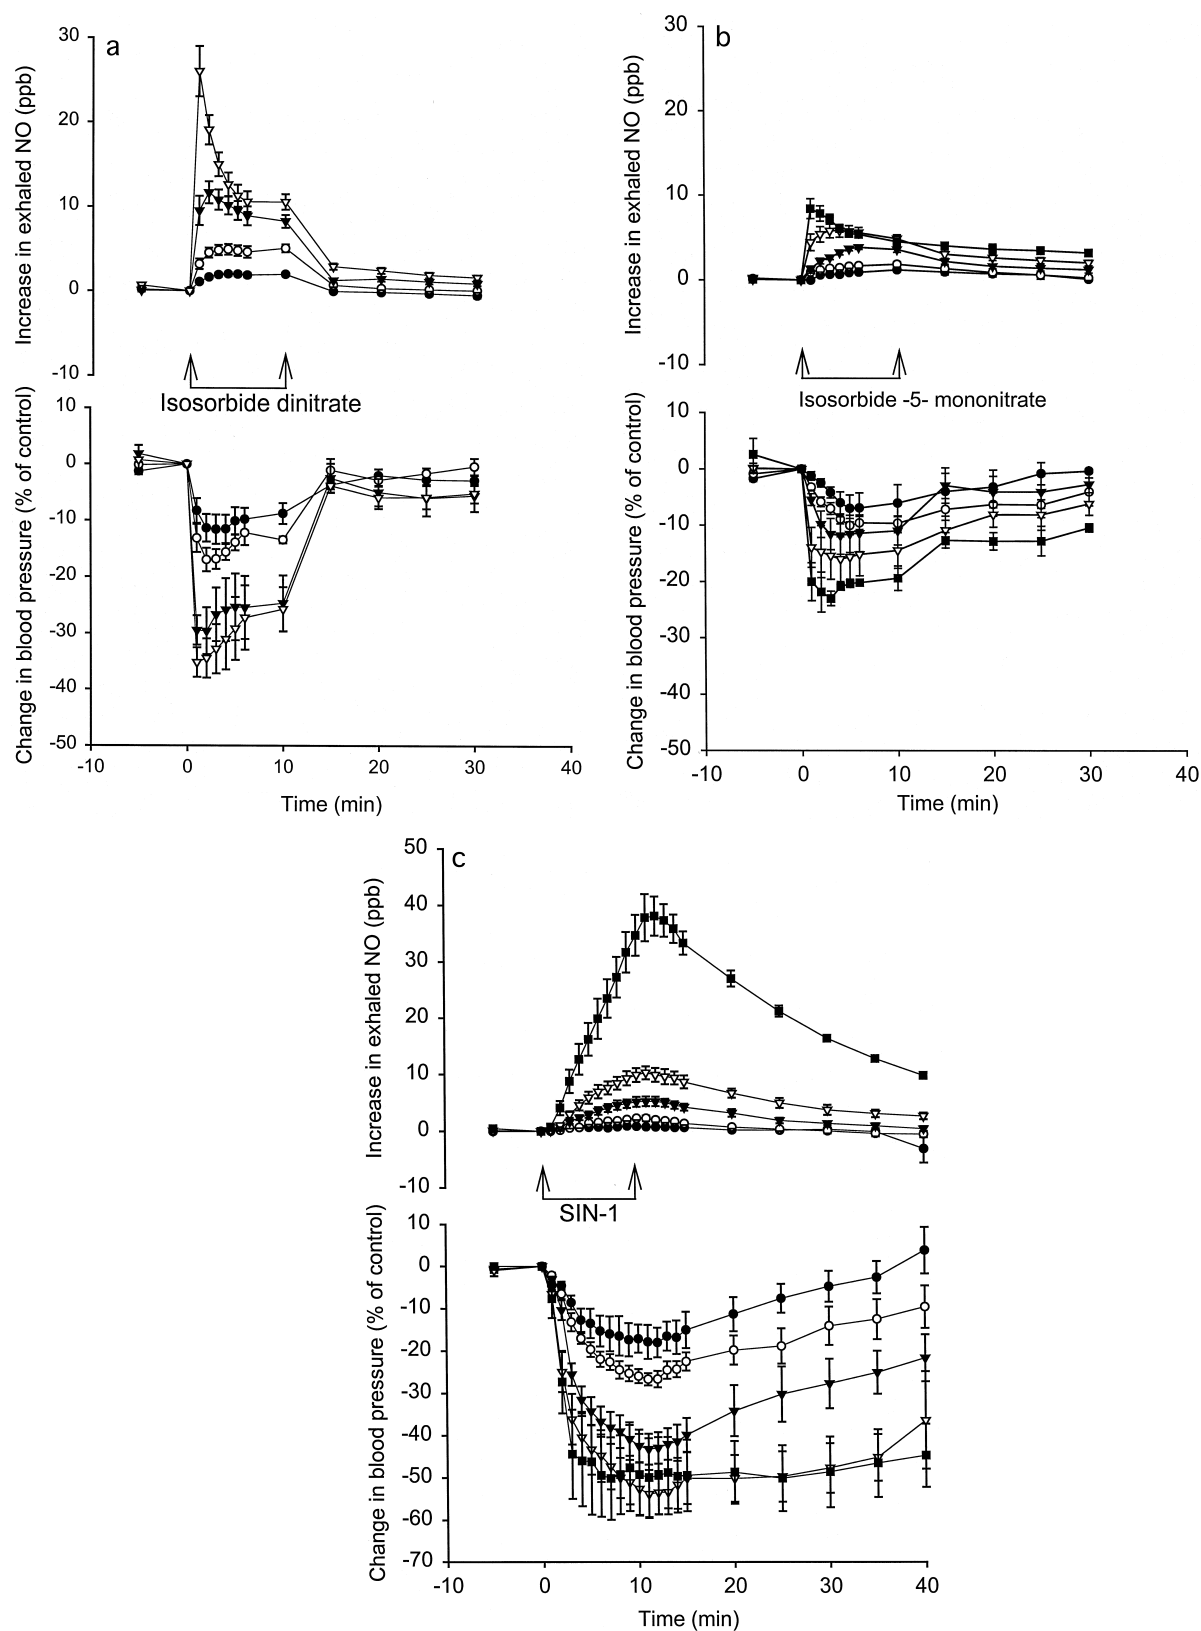 a
Increase in exhaled NO (ppb)
30
20
10
0
-10
Isosorbide dinitrate
Change in blood pressure (% of control)
10
0
-10
-20
-30
-40
-50
-10 0 10 20 30 40
Time (min)
b
Increase in exhaled NO (ppb)
30
20
10
0
-10
Isosorbide -5- mononitrate
Change in blood pressure (% of control)
10
0
-10
-20
-30
-40
-50
-10 0 10 20 30 40
Time (min)
c
Increase in exhaled NO (ppb)
50
40
30
20
10
0
-10
SIN-1
Change in blood pressure (% of control)
10
0
-10
-20
-30
-40
-50
-60
-70
-10 0 10 20 30 40
Time (min)